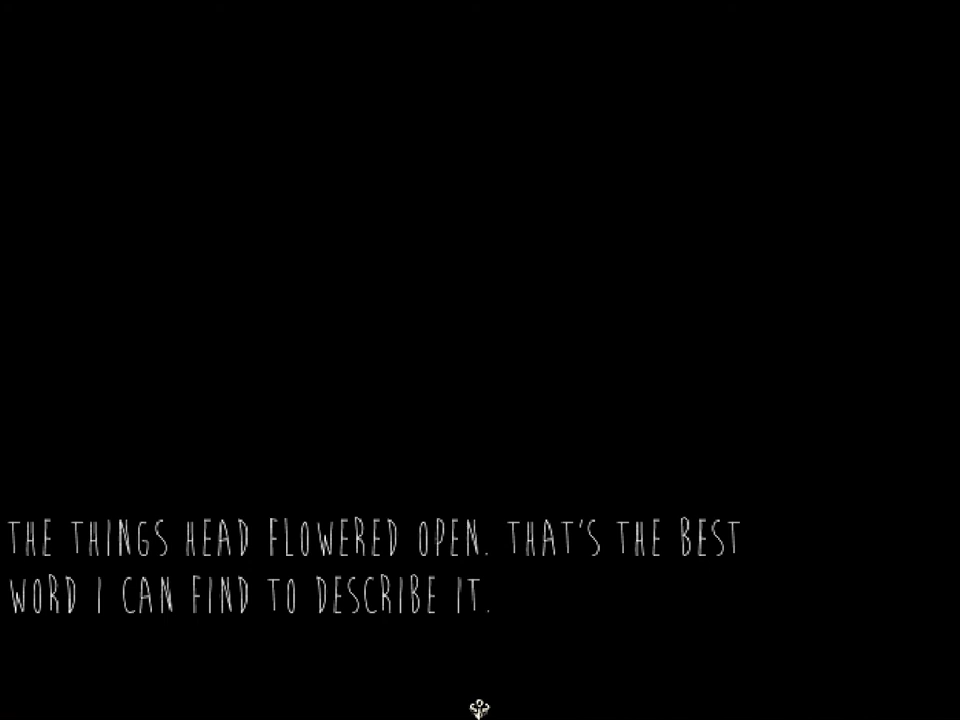 THE THINGS HEAD FLOWERED OPEN. THAT'S THE BEST
WORD I CAN FIND TO DESCRIBE IT.